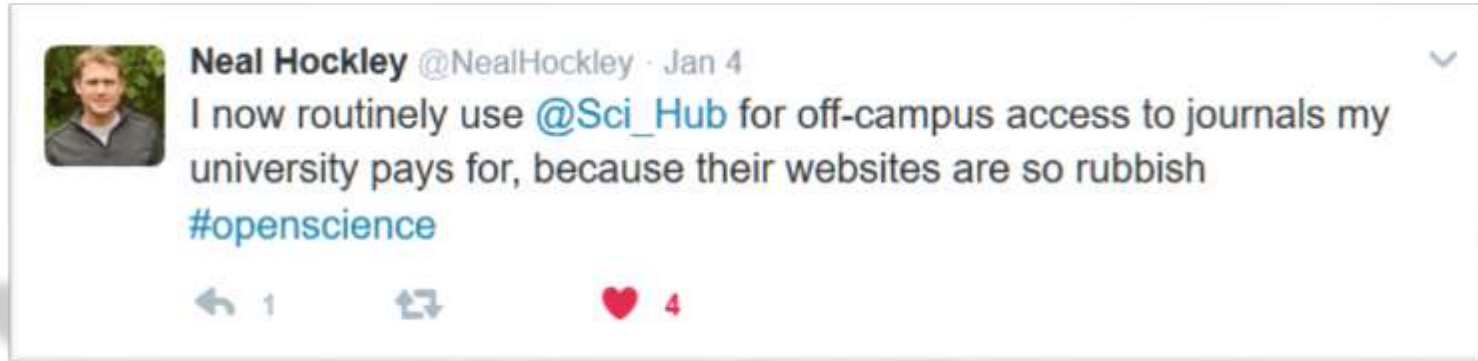 Neal Hockley @NealHockley · Jan 4
I now routinely use @Sci_Hub for off-campus access to journals my
university pays for, because their websites are so rubbish
#openscience
1 4